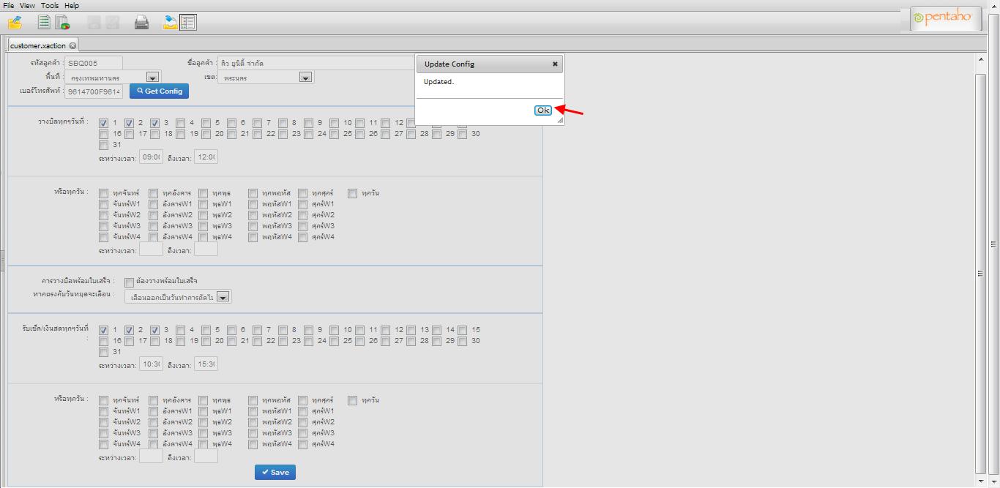 File View Tools Help
pentaho
customer.xaction
รหัสลูกค้า : SBQ005 ชื่อลูกค้า : คิว ยูนิตี้ จำกัด
พื้นที่ : กรุงเทพมหานคร เขต: พระนคร
เบอร์โทรศัพท์ : 9614700F9614 Get Config
Update Config
Updated.
Ok
วางบิลทุกๆวันที่ : 1 2 3 4 5 6 7 8 9 10 11 12
16 17 18 19 20 21 22 23 24 25 26 27 28 29 30
31
ระหว่างเวลา: 09:00 ถึงเวลา: 12:00
หรือทุกวัน : ทุกจันทร์ ทุกอังคาร ทุกพุธ ทุกพฤหัส ทุกศุกร์ ทุกวัน
จันทร์W1 อังคารW1 พุธW1 พฤหัสW1 ศุกร์W1
จันทร์W2 อังคารW2 พุธW2 พฤหัสW2 ศุกร์W2
จันทร์W3 อังคารW3 พุธW3 พฤหัสW3 ศุกร์W3
จันทร์W4 อังคารW4 พุธW4 พฤหัสW4 ศุกร์W4
ระหว่างเวลา: ถึงเวลา:
การวางบิลพร้อมใบเสร็จ : ต้องวางพร้อมใบเสร็จ
หากตรงกับวันหยุดจะเลื่อน : เลื่อนออกเป็นวันทำการถัดไป
รับเช็ค/เงินสดทุกๆวันที่ : 1 2 3 4 5 6 7 8 9 10 11 12 13 14 15
16 17 18 19 20 21 22 23 24 25 26 27 28 29 30
31
ระหว่างเวลา: 10:30 ถึงเวลา: 15:30
หรือทุกวัน : ทุกจันทร์ ทุกอังคาร ทุกพุธ ทุกพฤหัส ทุกศุกร์ ทุกวัน
จันทร์W1 อังคารW1 พุธW1 พฤหัสW1 ศุกร์W1
จันทร์W2 อังคารW2 พุธW2 พฤหัสW2 ศุกร์W2
จันทร์W3 อังคารW3 พุธW3 พฤหัสW3 ศุกร์W3
จันทร์W4 อังคารW4 พุธW4 พฤหัสW4 ศุกร์W4
ระหว่างเวลา: ถึงเวลา:
Save